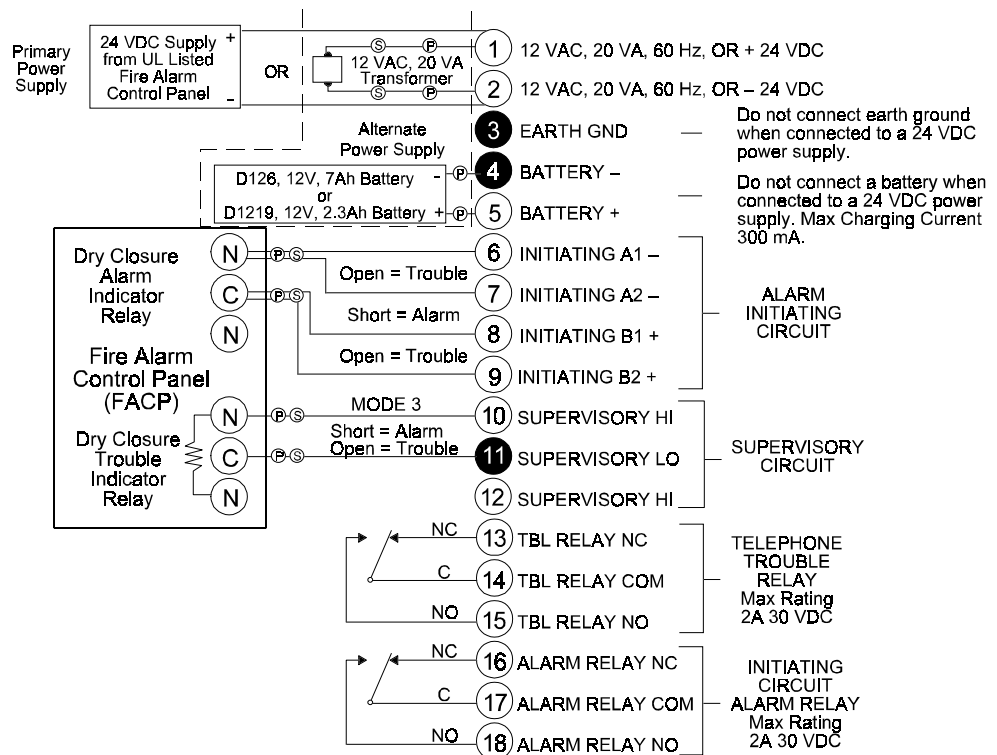 Primary
Power
Supply
24 VDC Supply +
from UL Listed
Fire Alarm
Control Panel
-
OR
S P
12 VAC, 20 VA
Transformer
S P
1 12 VAC, 20 VA, 60 Hz, OR + 24 VDC
2 12 VAC, 20 VA, 60 Hz, OR – 24 VDC
3 EARTH GND
Do not connect earth ground
when connected to a 24 VDC
power supply.
Alternate
Power Supply
D126, 12V, 7Ah Battery -
or
D1219, 12V, 2.3Ah Battery +
P
P
4 BATTERY –
5 BATTERY +
Do not connect a battery when
connected to a 24 VDC power
supply. Max Charging Current
300 mA.
Dry Closure
Alarm
Indicator
Relay
N
C
N
P S
P S
Open = Trouble
Short = Alarm
Open = Trouble
6 INITIATING A1 –
7 INITIATING A2 –
8 INITIATING B1 +
9 INITIATING B2 +
ALARM
INITIATING
CIRCUIT
Fire Alarm
Control Panel
(FACP)
Dry Closure
Trouble
Indicator
Relay
N
C
N
P S
P S
MODE 3
Short = Alarm
Open = Trouble
10 SUPERVISORY HI
11 SUPERVISORY LO
12 SUPERVISORY HI
SUPERVISORY
CIRCUIT
NC 13 TBL RELAY NC
C 14 TBL RELAY COM
NO 15 TBL RELAY NO
TELEPHONE
TROUBLE
RELAY
Max Rating
2A 30 VDC
NC 16 ALARM RELAY NC
C 17 ALARM RELAY COM
NO 18 ALARM RELAY NO
INITIATING
CIRCUIT
ALARM RELAY
Max Rating
2A 30 VDC